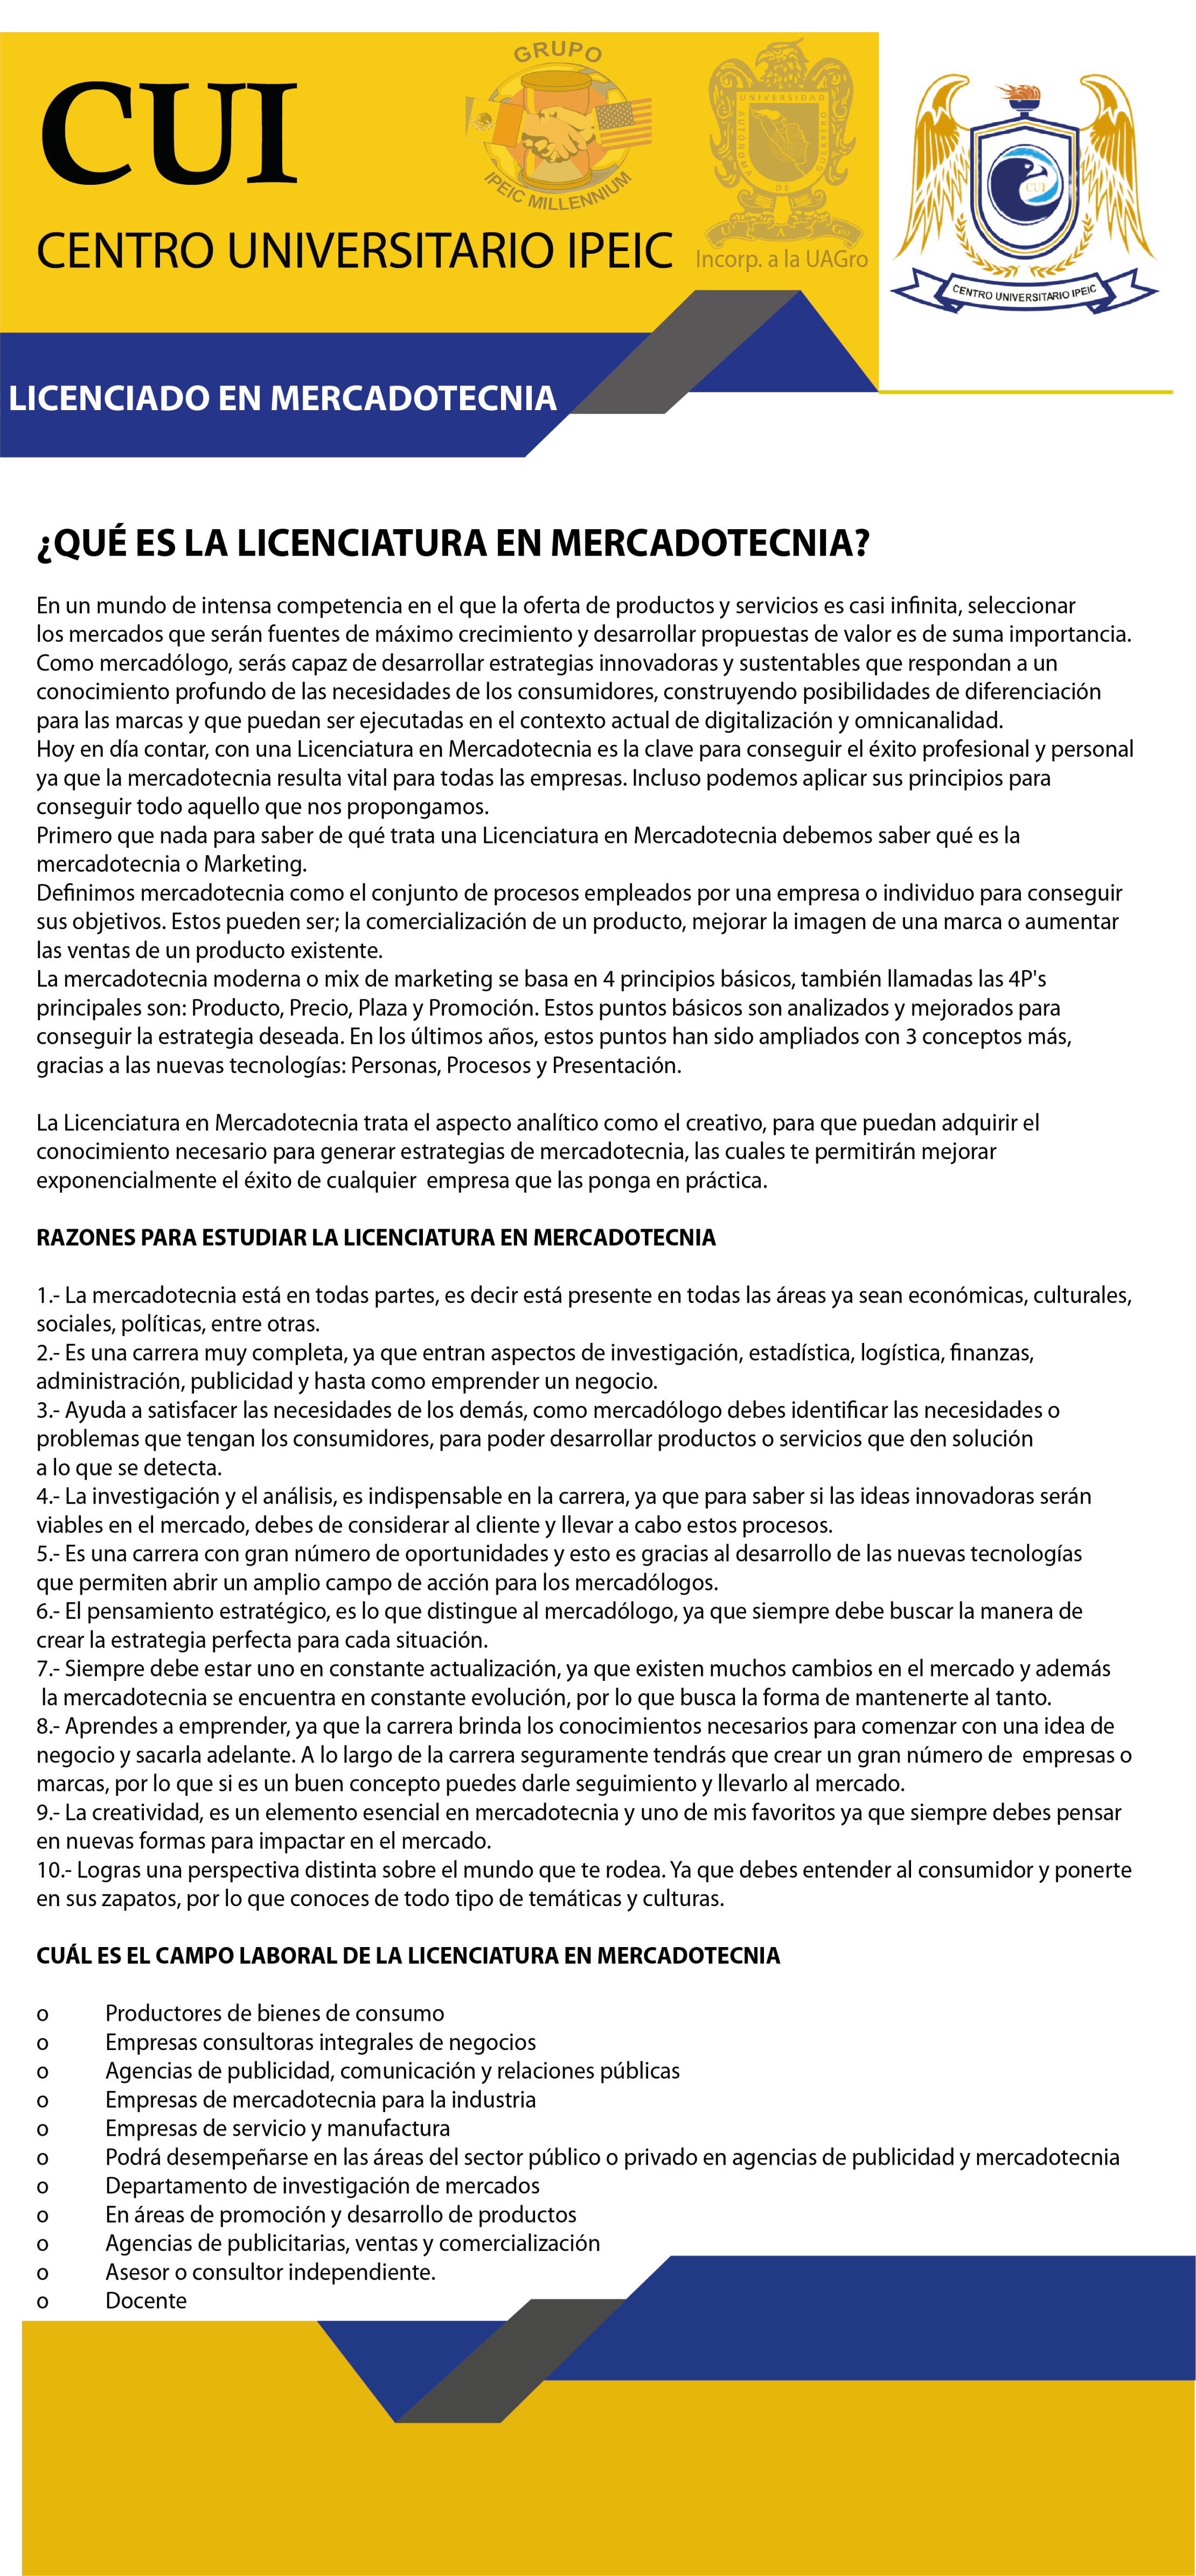 GRUPO
IPEIC MILLENNIUM
UNIVERSIDAD
AUTÓNOMA
DE
GUERRERO
U A Gro
Incorp. a la UAGro
CUI
CENTRO UNIVERSITARIO IPEIC
CUI
CENTRO UNIVERSITARIO IPEIC
LICENCIADO EN MERCADOTECNIA
¿QUÉ ES LA LICENCIATURA EN MERCADOTECNIA?
En un mundo de intensa competencia en el que la oferta de productos y servicios es casi infinita, seleccionar
los mercados que serán fuentes de máximo crecimiento y desarrollar propuestas de valor es de suma importancia.
Como mercadólogo, serás capaz de desarrollar estrategias innovadoras y sustentables que respondan a un
conocimiento profundo de las necesidades de los consumidores, construyendo posibilidades de diferenciación
para las marcas y que puedan ser ejecutadas en el contexto actual de digitalización y omnicanalidad.
Hoy en día contar, con una Licenciatura en Mercadotecnia es la clave para conseguir el éxito profesional y personal
ya que la mercadotecnia resulta vital para todas las empresas. Incluso podemos aplicar sus principios para
conseguir todo aquello que nos propongamos.
Primero que nada para saber de qué trata una Licenciatura en Mercadotecnia debemos saber qué es la
mercadotecnia o Marketing.
Definimos mercadotecnia como el conjunto de procesos empleados por una empresa o individuo para conseguir
sus objetivos. Estos pueden ser; la comercialización de un producto, mejorar la imagen de una marca o aumentar
las ventas de un producto existente.
La mercadotecnia moderna o mix de marketing se basa en 4 principios básicos, también llamadas las 4P's
principales son: Producto, Precio, Plaza y Promoción. Estos puntos básicos son analizados y mejorados para
conseguir la estrategia deseada. En los últimos años, estos puntos han sido ampliados con 3 conceptos más,
gracias a las nuevas tecnologías: Personas, Procesos y Presentación.
La Licenciatura en Mercadotecnia trata el aspecto analítico como el creativo, para que puedan adquirir el
conocimiento necesario para generar estrategias de mercadotecnia, las cuales te permitirán mejorar
exponencialmente el éxito de cualquier  empresa que las ponga en práctica.
RAZONES PARA ESTUDIAR LA LICENCIATURA EN MERCADOTECNIA
1.- La mercadotecnia está en todas partes, es decir está presente en todas las áreas ya sean económicas, culturales,
sociales, políticas, entre otras.
2.- Es una carrera muy completa, ya que entran aspectos de investigación, estadística, logística, finanzas,
administración, publicidad y hasta como emprender un negocio.
3.- Ayuda a satisfacer las necesidades de los demás, como mercadólogo debes identificar las necesidades o
problemas que tengan los consumidores, para poder desarrollar productos o servicios que den solución
a lo que se detecta.
4.- La investigación y el análisis, es indispensable en la carrera, ya que para saber si las ideas innovadoras serán
viables en el mercado, debes de considerar al cliente y llevar a cabo estos procesos.
5.- Es una carrera con gran número de oportunidades y esto es gracias al desarrollo de las nuevas tecnologías
que permiten abrir un amplio campo de acción para los mercadólogos.
6.- El pensamiento estratégico, es lo que distingue al mercadólogo, ya que siempre debe buscar la manera de
crear la estrategia perfecta para cada situación.
7.- Siempre debe estar uno en constante actualización, ya que existen muchos cambios en el mercado y además
la mercadotecnia se encuentra en constante evolución, por lo que busca la forma de mantenerte al tanto.
8.- Aprendes a emprender, ya que la carrera brinda los conocimientos necesarios para comenzar con una idea de
negocio y sacarla adelante. A lo largo de la carrera seguramente tendrás que crear un gran número de  empresas o
marcas, por lo que si es un buen concepto puedes darle seguimiento y llevarlo al mercado.
9.- La creatividad, es un elemento esencial en mercadotecnia y uno de mis favoritos ya que siempre debes pensar
en nuevas formas para impactar en el mercado.
10.- Logras una perspectiva distinta sobre el mundo que te rodea. Ya que debes entender al consumidor y ponerte
en sus zapatos, por lo que conoces de todo tipo de temáticas y culturas.
CUÁL ES EL CAMPO LABORAL DE LA LICENCIATURA EN MERCADOTECNIA
o Productores de bienes de consumo
o Empresas consultoras integrales de negocios
o Agencias de publicidad, comunicación y relaciones públicas
o Empresas de mercadotecnia para la industria
o Empresas de servicio y manufactura
o Podrá desempeñarse en las áreas del sector público o privado en agencias de publicidad y mercadotecnia
o Departamento de investigación de mercados
o En áreas de promoción y desarrollo de productos
o Agencias de publicitarias, ventas y comercialización
o Asesor o consultor independiente.
o Docente